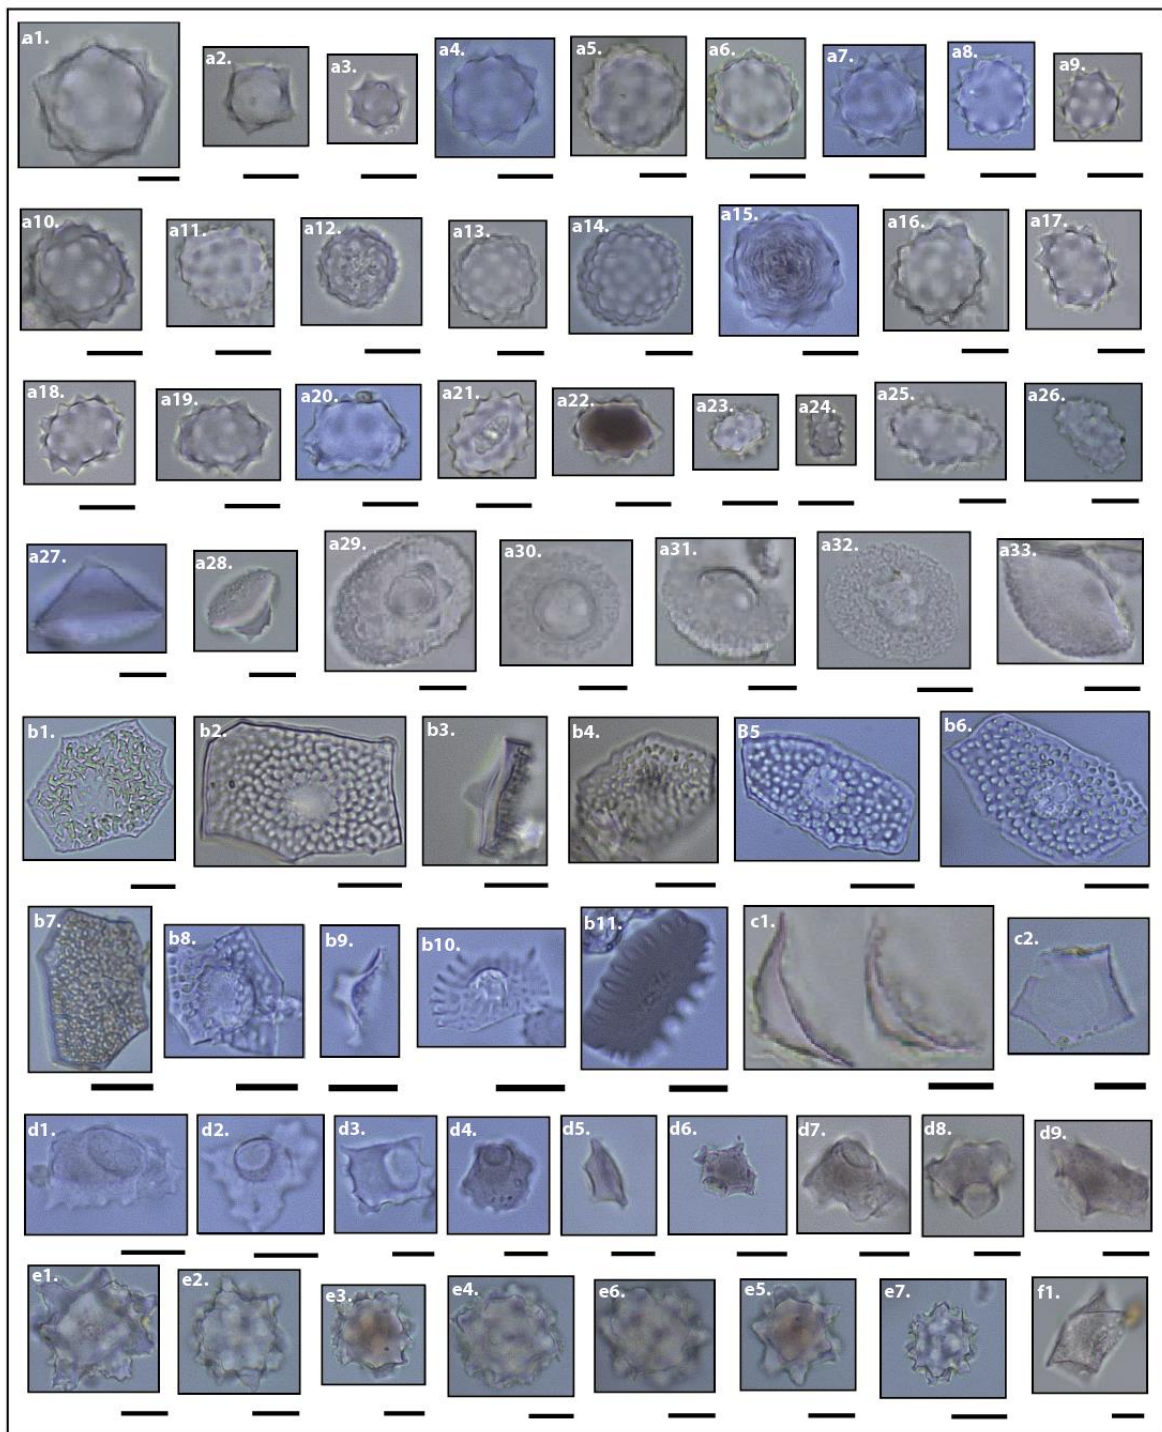 a1. a2. a3. a4. a5. a6. a7. a8. a9.
a10. a11. a12. a13. a14. a15. a16. a17.
a18. a19. a20. a21. a22. a23. a24. a25. a26.
a27. a28. a29. a30. a31. a32. a33.
b1. b2. b3. b4. B5 b6.
b7. b8. b9. b10. b11. c1. c2.
d1. d2. d3. d4. d5. d6. d7. d8. d9.
e1. e2. e3. e4. e6. e5. e7. f1.